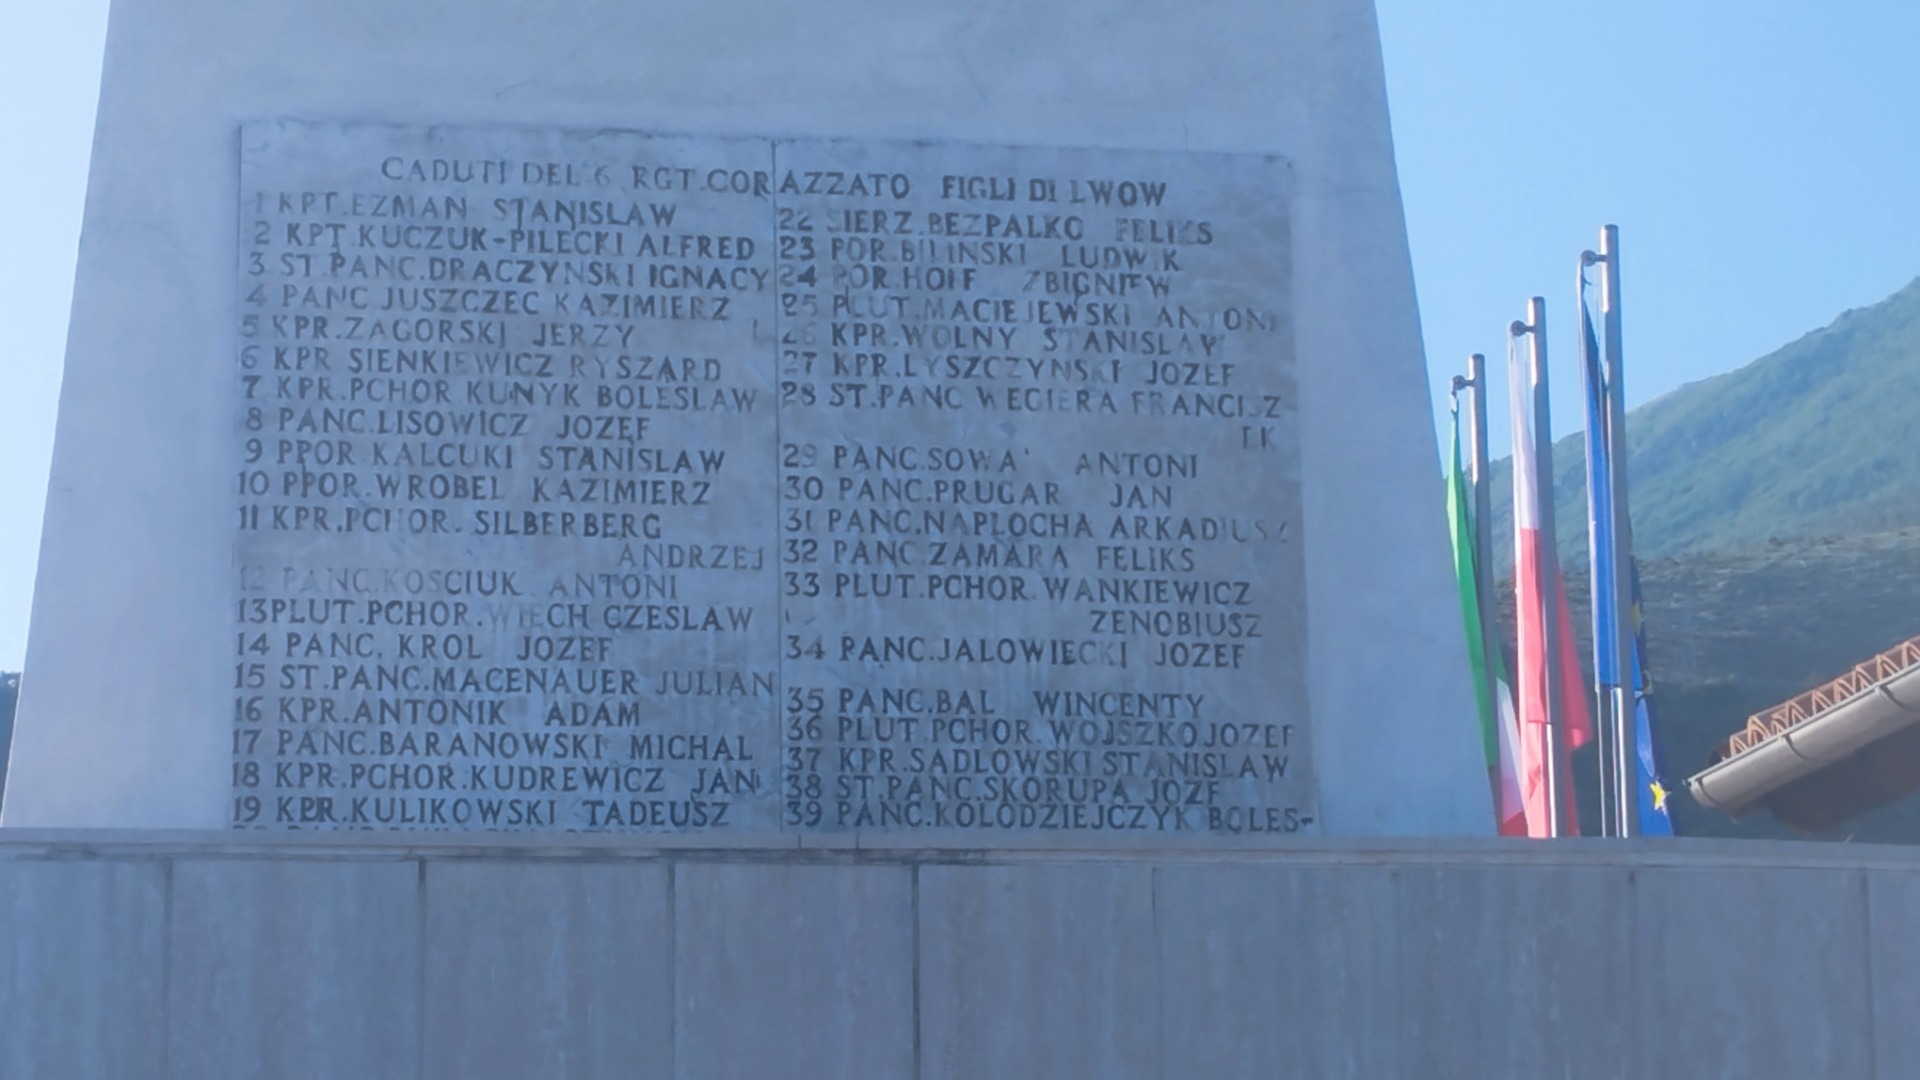 CADUTI DEL 6 RGT.CORAZZATO FIGLI DI LWOW
1 KPT.EZMAN STANISLAW
2 KPT.KUCZUK-PILECKI ALFRED
3 ST.PANC.DRACZYNSKI IGNACY
4 PANC.JUSZCZEC KAZIMIERZ
5 KPR.ZAGORSKI JERZY
6 KPR SIENKIEWICZ RYSZARD
7 KPR.PCHOR KUNYK BOLESLAW
8 PANC.LISOWICZ JOZEF
9 PPOR KALCUKI STANISLAW
10 PPOR.WROBEL KAZIMIERZ
11 KPR.PCHOR. SILBERBERG
ANDRZEJ
12 PANC.KOSCIUK ANTONI
13PLUT.PCHOR.WIECH CZESLAW
14 PANC. KROL JOZEF
15 ST.PANC.MACENAUER JULIAN
16 KPR.ANTONIK ADAM
17 PANC.BARANOWSKI MICHAL
18 KPR.PCHOR.KUDREWICZ JAN
19 KPR.KULIKOWSKI TADEUSZ
22 SIERZ.BEZPALKO FELIKS
23 POR.BILINSKI LUDWIK
24 POR.HOFF ZBIGNIEW
25 PLUT.MACIEJEWSKI ANTONI
26 KPR.WOLNY STANISLAW
27 KPR.LYSZCZYNSKI JOZEF
28 ST.PANC WEGIERA FRANCISZ
EK
29 PANC.SOWA ANTONI
30 PANC.PRUGAR JAN
31 PANC.NAPLOCHA ARKADIUSZ
32 PANC.ZAMARA FELIKS
33 PLUT.PCHOR.WANKIEWICZ
ZENOBIUSZ
34 PANC.JALOWIECKI JOZEF
35 PANC.BAL WINCENTY
36 PLUT.PCHOR.WOJSZKO JOZEF
37 KPR.SADLOWSKI STANISLAW
38 ST.PANC.SKORUPA JOZEF
39 PANC.KOLODZIEJCZYK BOLES-